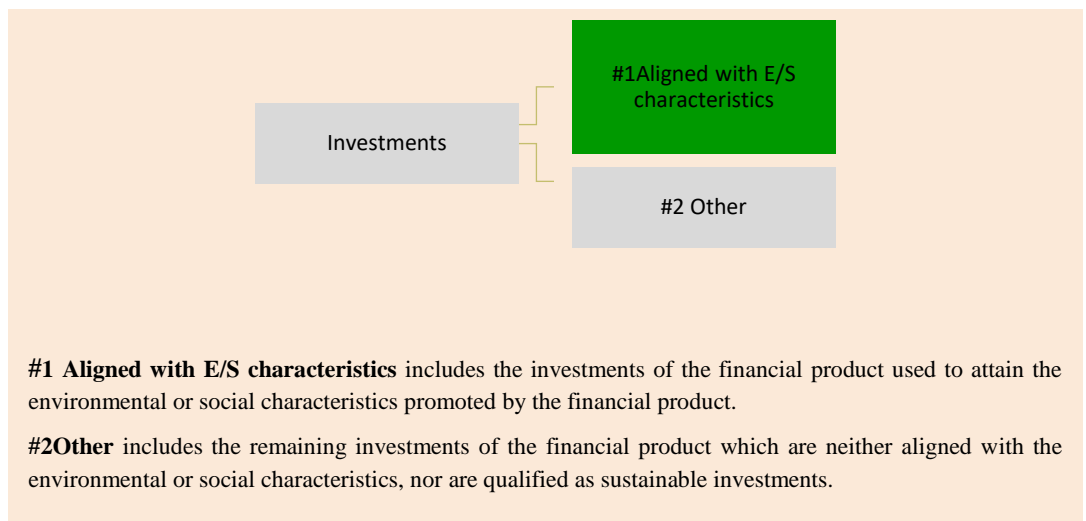 #1Aligned with E/S
characteristics
Investments
#2 Other
#1 Aligned with E/S characteristics includes the investments of the financial product used to attain the
environmental or social characteristics promoted by the financial product.
#2Other includes the remaining investments of the financial product which are neither aligned with the
environmental or social characteristics, nor are qualified as sustainable investments.